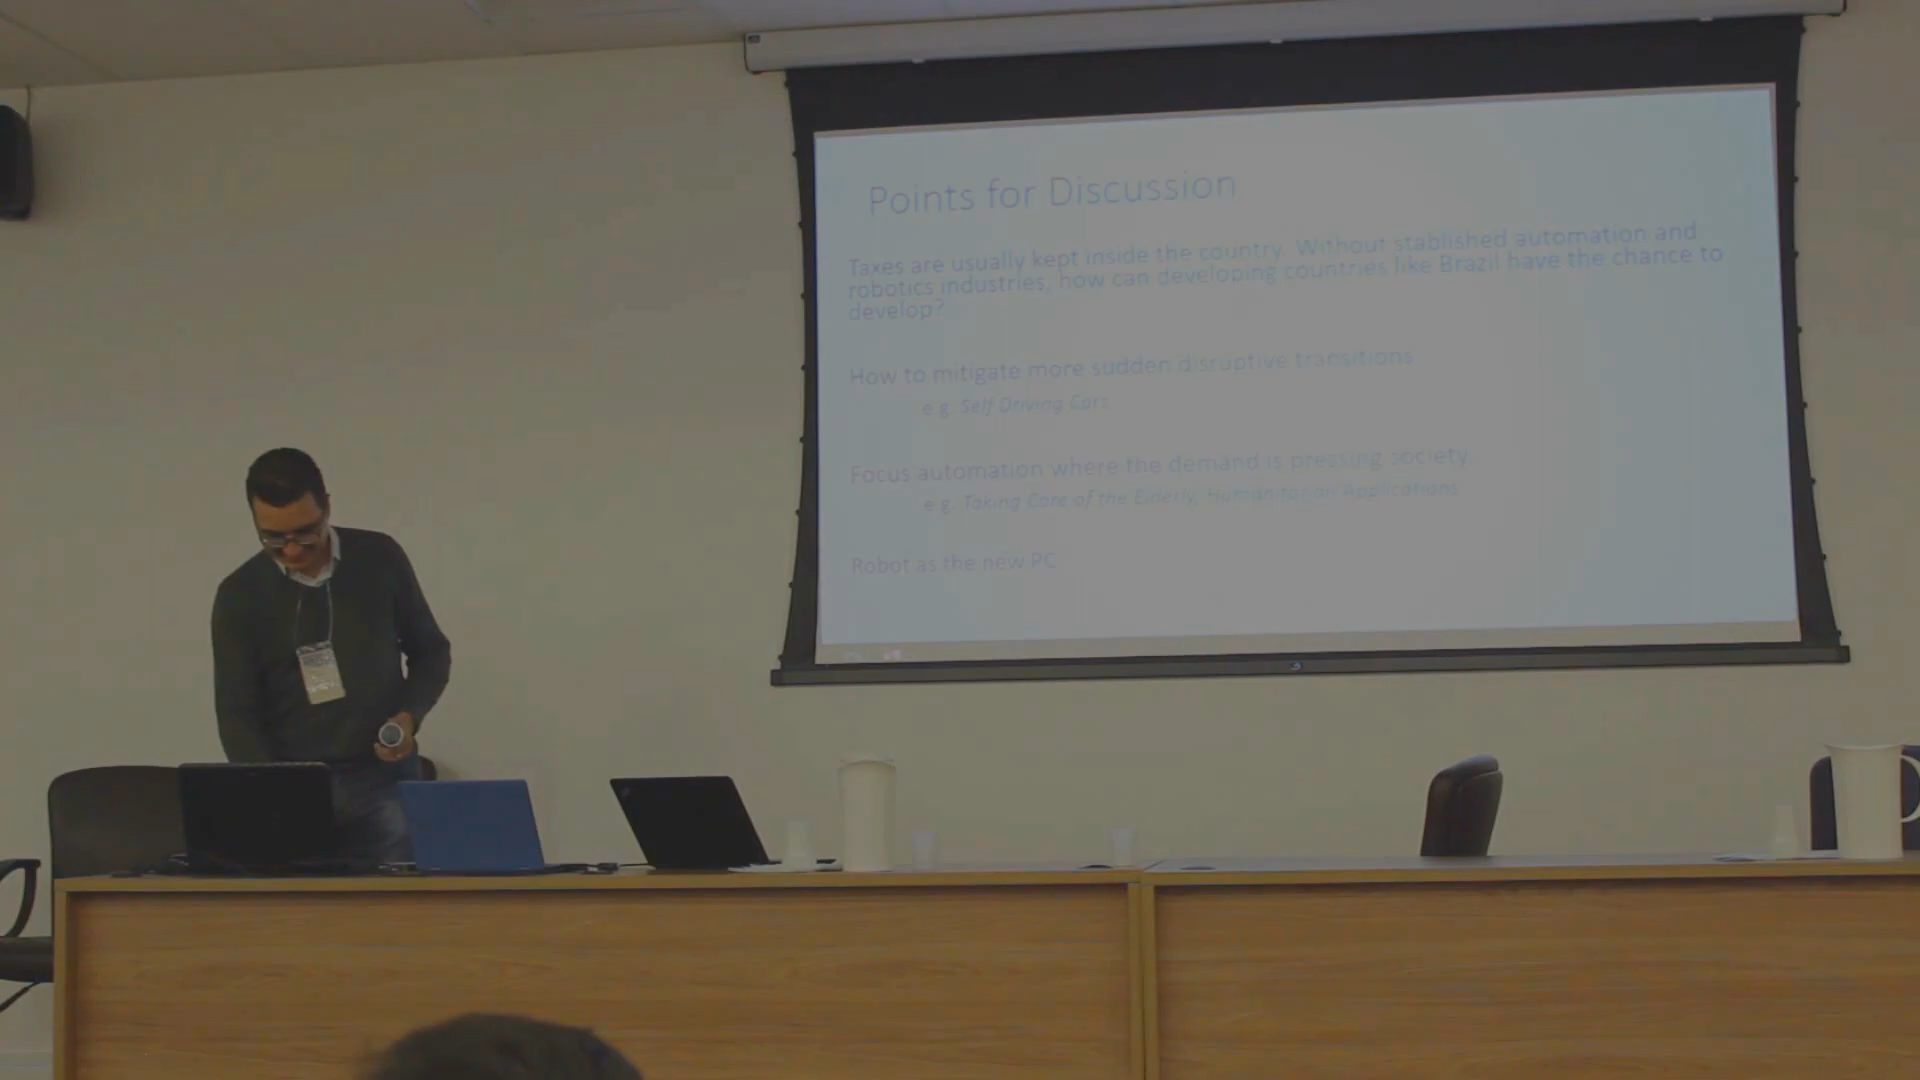 Points for Discussion
Taxes are usually kept inside the country. Without stablished automation and
robotics industries, how can developing countries like Brazil have the chance to
develop?
How to mitigate more sudden disruptive transitions
e.g. Self Driving Cars
Focus automation where the demand is pressing society.
e.g. Taking Care of the Elderly, Humanitarian Applications
Robot as the new PC